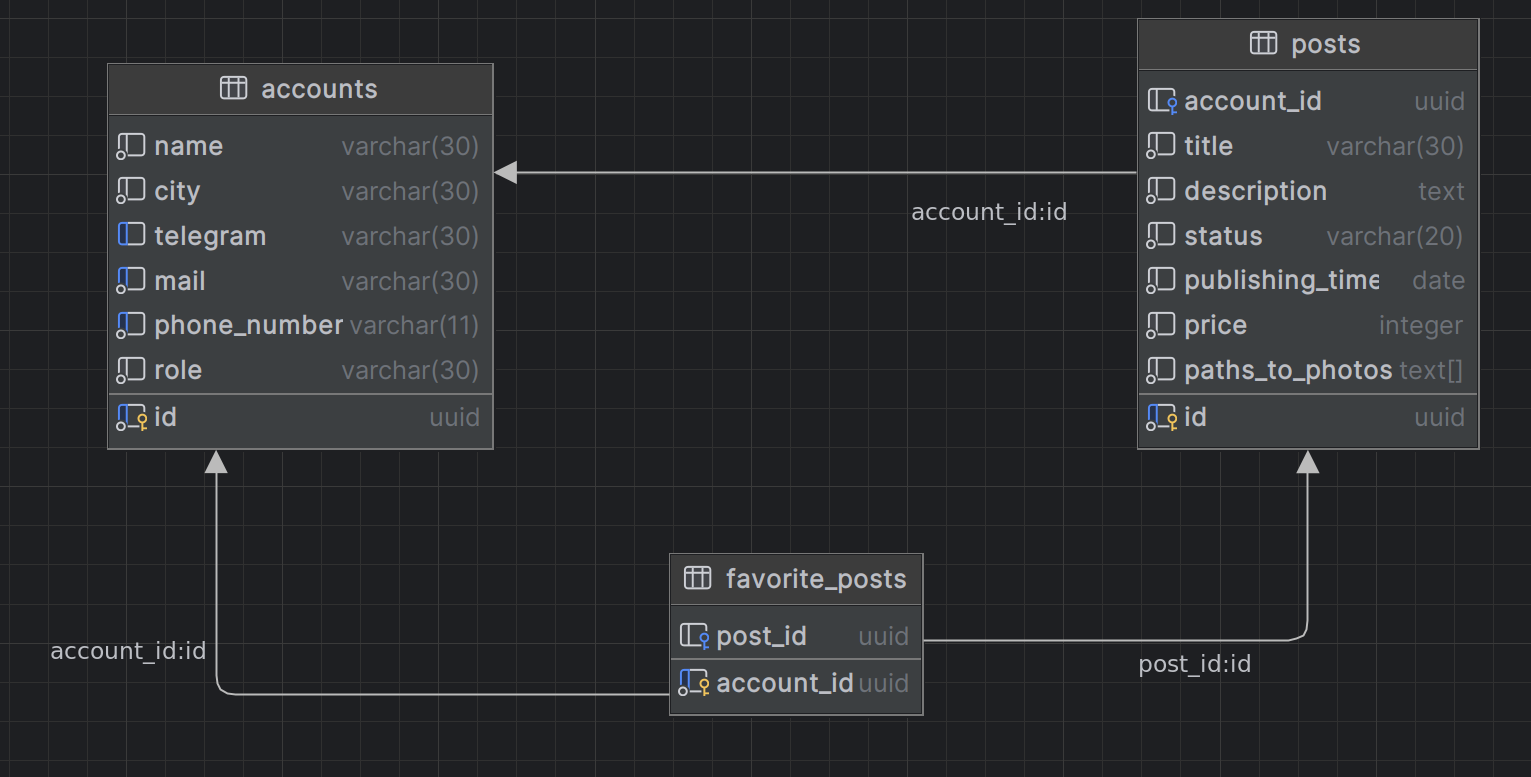 accounts
name varchar(30)
city varchar(30)
telegram varchar(30)
mail varchar(30)
phone_number varchar(11)
role varchar(30)
id uuid
posts
account_id uuid
title varchar(30)
description text
status varchar(20)
publishing_time date
price integer
paths_to_photos text[]
id uuid
account_id:id
favorite_posts
post_id uuid
account_id uuid
account_id:id
post_id:id